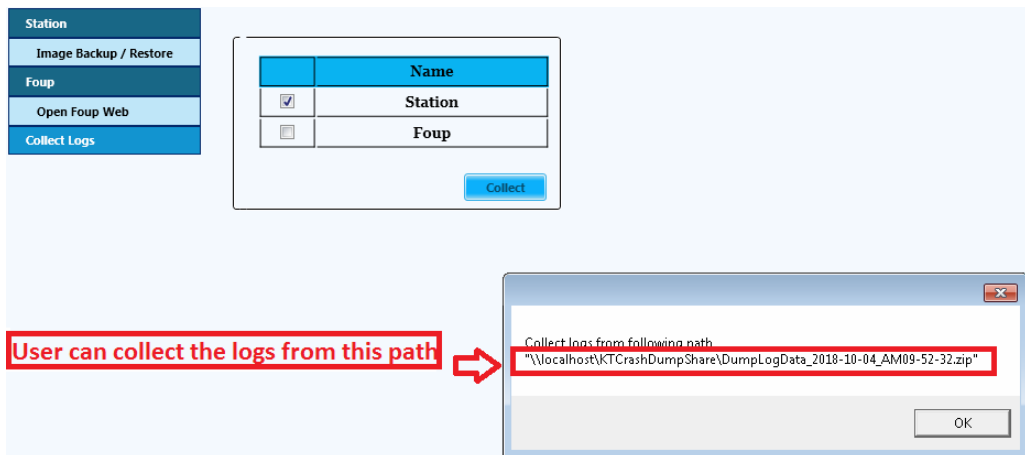 Station
Image Backup / Restore
Foup
Open Foup Web
Collect Logs
Name
Station
Foup
Collect
User can collect the logs from this path
Collect logs from following path
"\\localhost\KTCrashDumpShare\DumpLogData_2018-10-04_AM09-52-32.zip"
OK